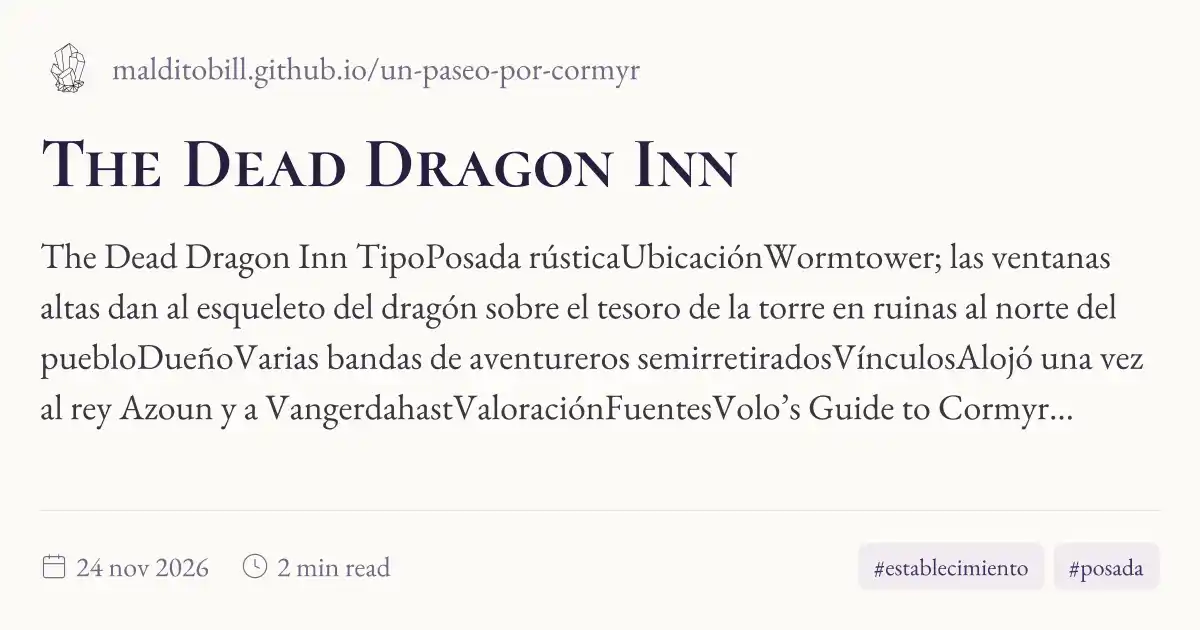 malditobill.github.io/un-paseo-por-cormyr
The Dead Dragon Inn
The Dead Dragon Inn TipoPosada rústicaUbicaciónWormtower; las ventanas
altas dan al esqueleto del dragón sobre el tesoro de la torre en ruinas al norte del
puebloDueñoVarias bandas de aventureros semirretiradosVínculosAlojó una vez
al rey Azoun y a VangerdahastValoraciónFuentesVolo’s Guide to Cormyr...
24 nov 2026
2 min read
#establecimiento
#posada